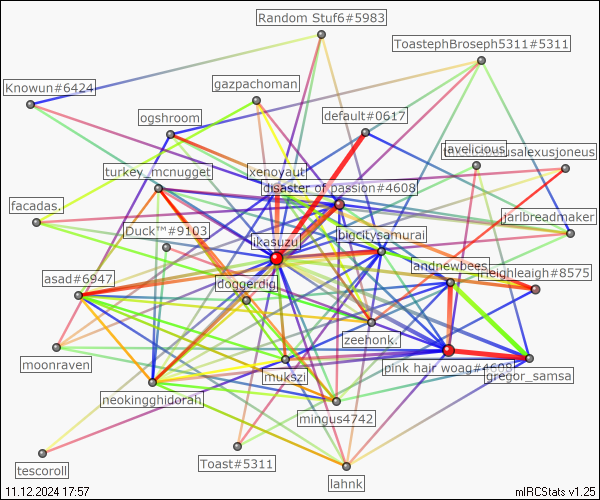 Random Stuf6#5983
ToastephBroseph5311#5311
Knowun#6424
gazpachoman
ogshroom
default#0617
javelicious
turkey_mcnugget
xenoyaut
disaster of passion#4608
facadas.
jarlbreadmaker
Duck™#9103
ikasuzu
bigcitysamurai
asad#6947
doggerdig
andnewbees
neighleaigh#8575
zeehonk.
moonraven
mukszi
pink hair woag#4608
gregor_samsa
neokingghidorah
mingus4742
tescoroll
Toast#5311
lahnk
11.12.2024 17:57
mIRCStats v1.25